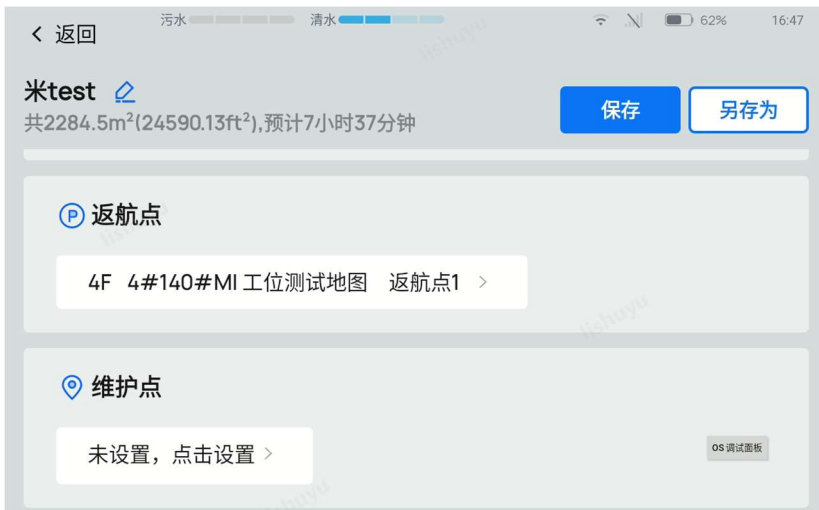 返回 污水 清水 62% 16:47
米test
共2284.5m²(24590.13ft²),预计7小时37分钟
保存 另存为
返航点
4F 4#140#MI 工位测试地图 返航点1
维护点
未设置，点击设置
OS 调试面板
lishuyu
lishuyu